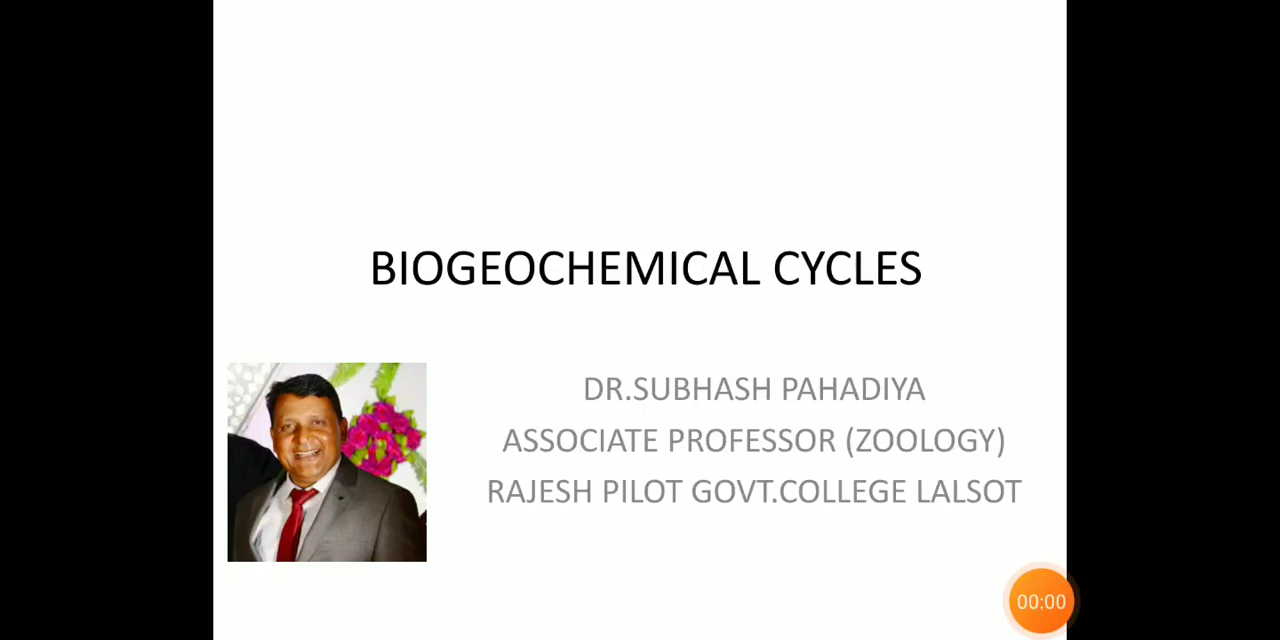 BIOGEOCHEMICAL CYCLES
DR.SUBHASH PAHADIYA
ASSOCIATE PROFESSOR (ZOOLOGY)
RAJESH PILOT GOVT.COLLEGE LALSOT
00:00